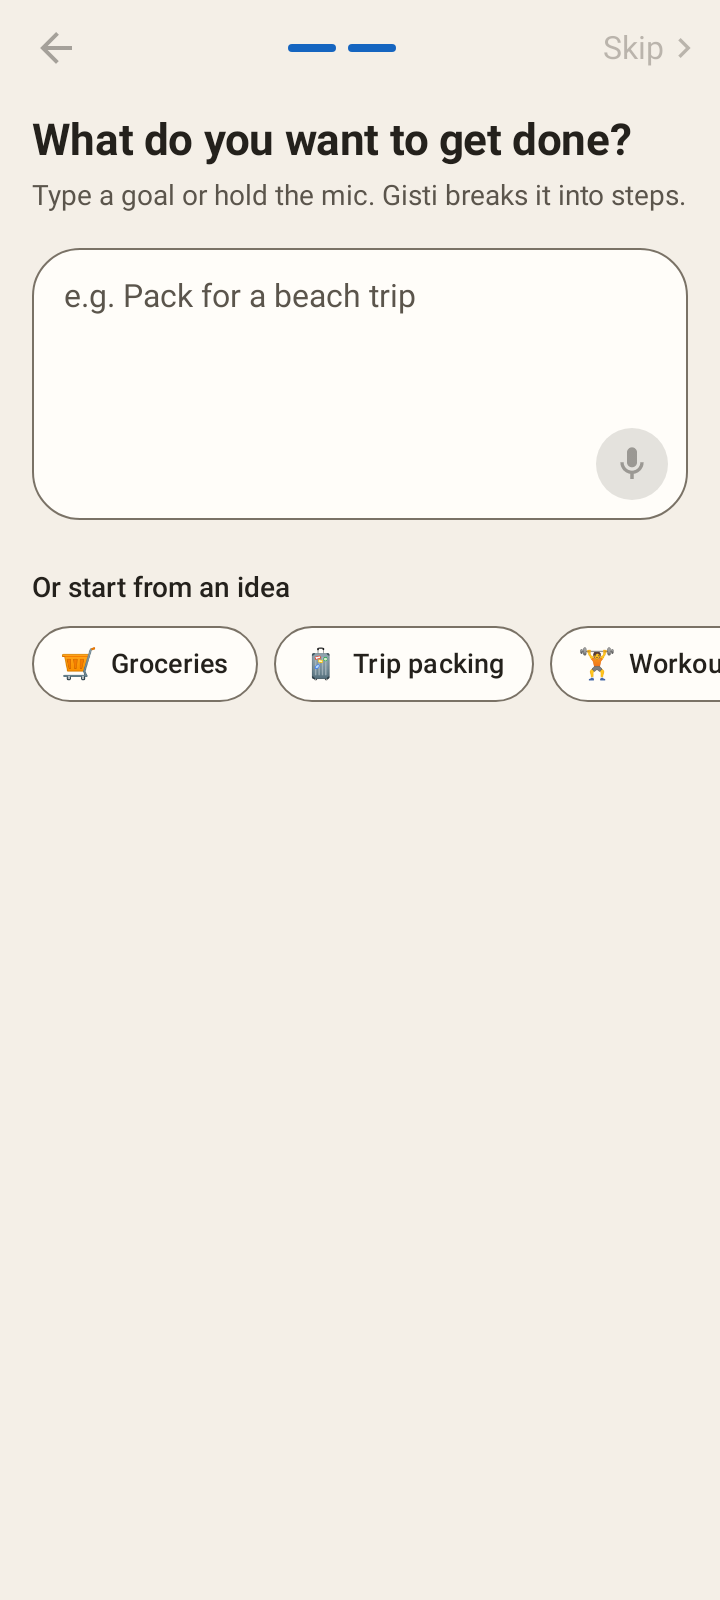 Skip
What do you want to get done?
Type a goal or hold the mic. Gisti breaks it into steps.
e.g. Pack for a beach trip
Or start from an idea
Groceries
Trip packing
Workou